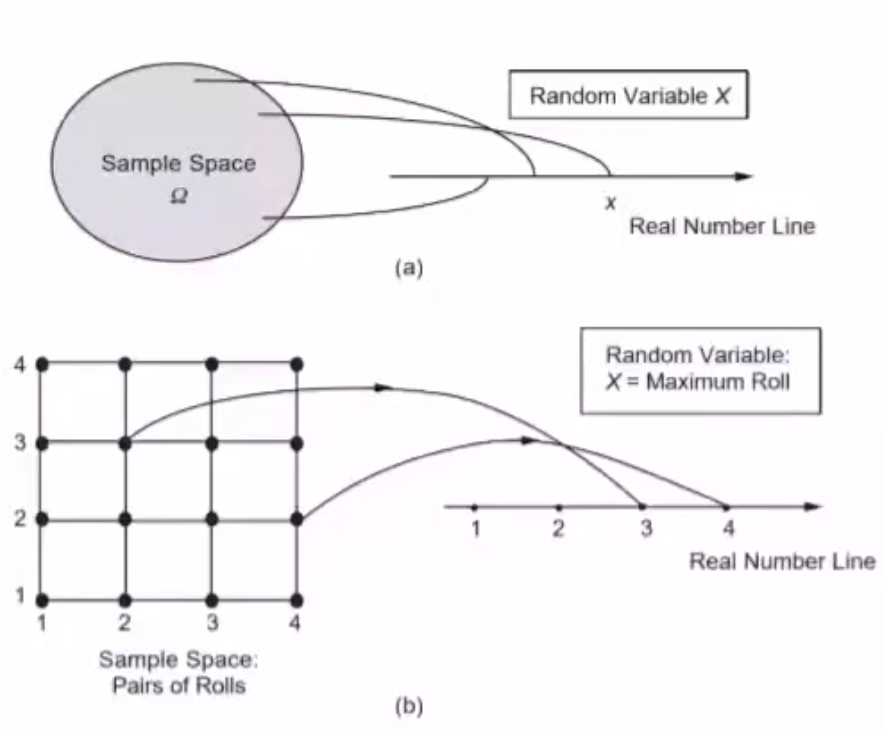 Random Variable X
Sample Space
Ω
x
Real Number Line
(a)
4
3
2
1
1 2 3 4
Sample Space:
Pairs of Rolls
Random Variable:
X = Maximum Roll
1 2 3 4
Real Number Line
(b)